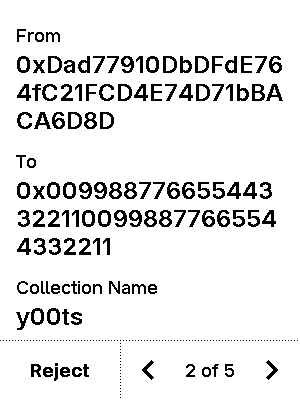 From
0xDad77910DbDFdE76
4fC21FCD4E74D71bBA
CA6D8D
To
0x009988776655443
322110099887766554
4332211
Collection Name
y00ts
Reject
2 of 5